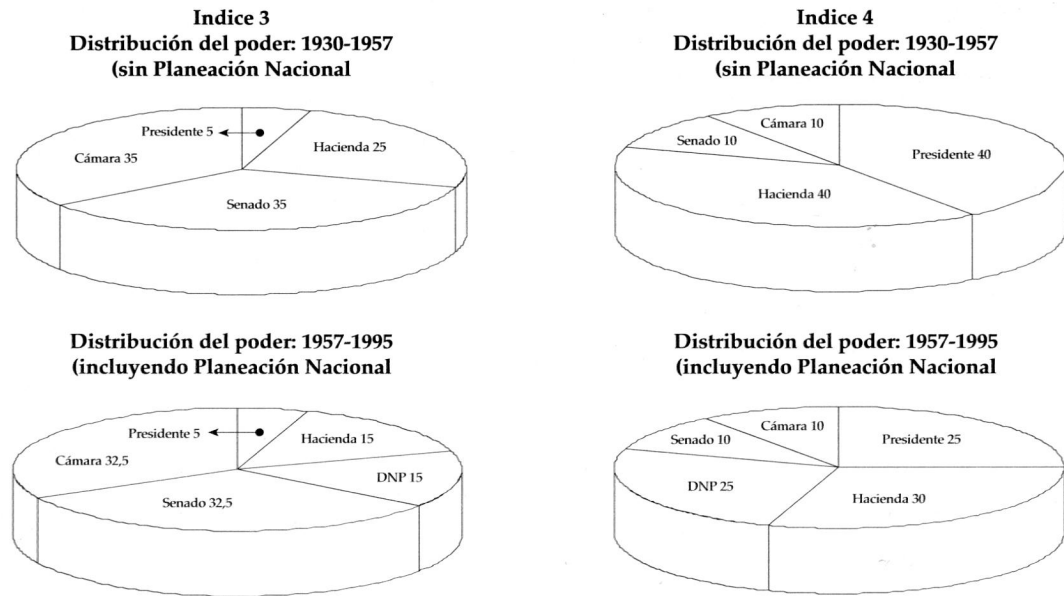 Indice 3
Distribución del poder: 1930-1957
(sin Planeación Nacional
Presidente 5
Hacienda 25
Cámara 35
Senado 35
Indice 4
Distribución del poder: 1930-1957
(sin Planeación Nacional
Cámara 10
Senado 10
Presidente 40
Hacienda 40
Distribución del poder: 1957-1995
(incluyendo Planeación Nacional
Presidente 5
Hacienda 15
Cámara 32,5
DNP 15
Senado 32,5
Distribución del poder: 1957-1995
(incluyendo Planeación Nacional
Cámara 10
Senado 10
Presidente 25
DNP 25
Hacienda 30